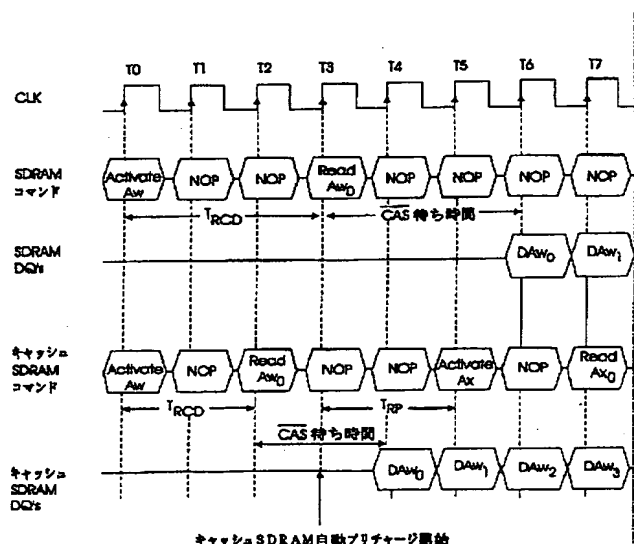 T0 T1 T2 T3 T4 T5 T6 T7
CLK
SDRAM
コマンド
Activate
Aw
NOP
NOP
Read
Aw0
NOP
NOP
NOP
NOP
TRCD
CAS 待ち時間
SDRAM
DQ's
DAw0
DAw1
キャッシュ
SDRAM
コマンド
Activate
Aw
NOP
Read
Aw0
NOP
NOP
Activate
Ax
NOP
Read
Ax0
TRCD
TRP
CAS 待ち時間
キャッシュ
SDRAM
DQ's
DAw0
DAw1
DAw2
DAw3
キャッシュSDRAM自動プリチャージ開始